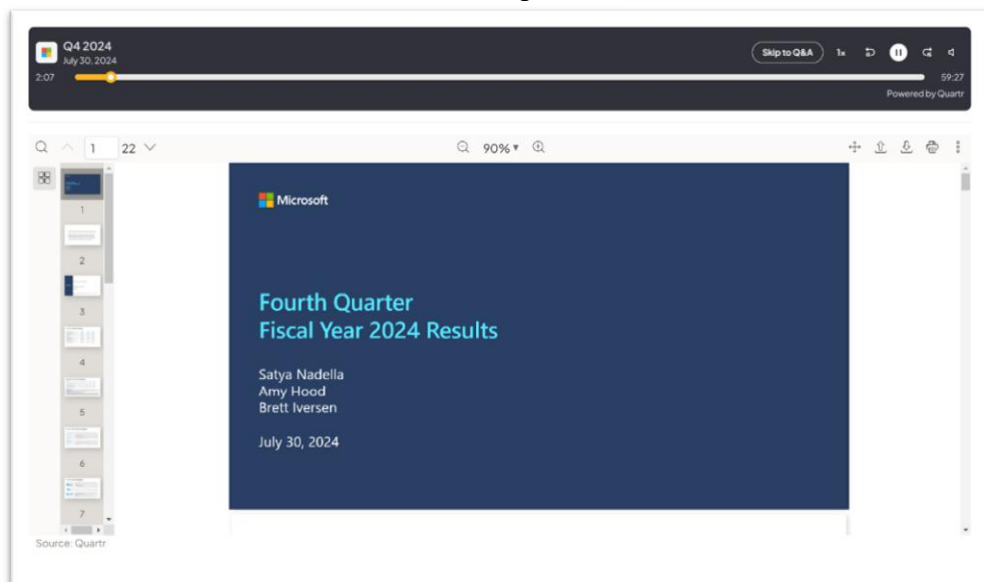 Q4 2024
July 30, 2024
Skip to Q&A
1x
2:07
59:27
Powered by Quartr
1
22
90%
1
2
3
4
5
6
7
Microsoft
Fourth Quarter
Fiscal Year 2024 Results
Satya Nadella
Amy Hood
Brett Iversen
July 30, 2024
Source: Quartr